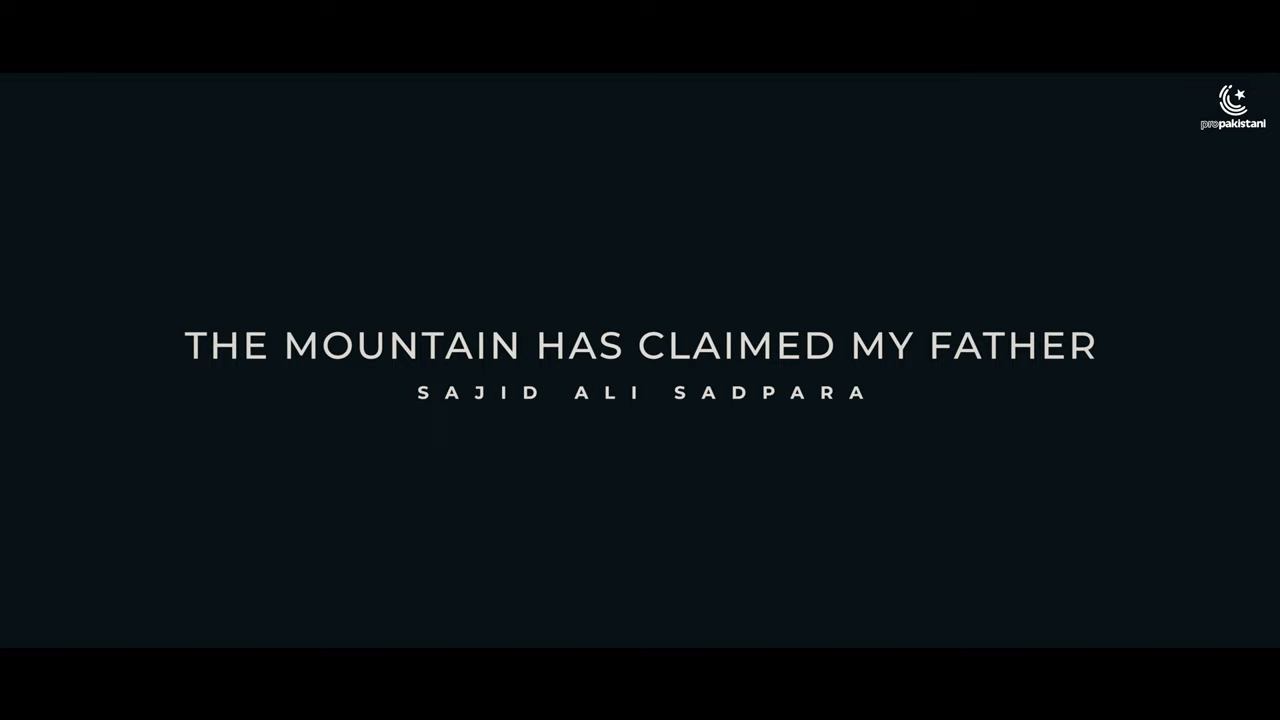 propakistani
THE MOUNTAIN HAS CLAIMED MY FATHER
SAJID ALI SADPARA